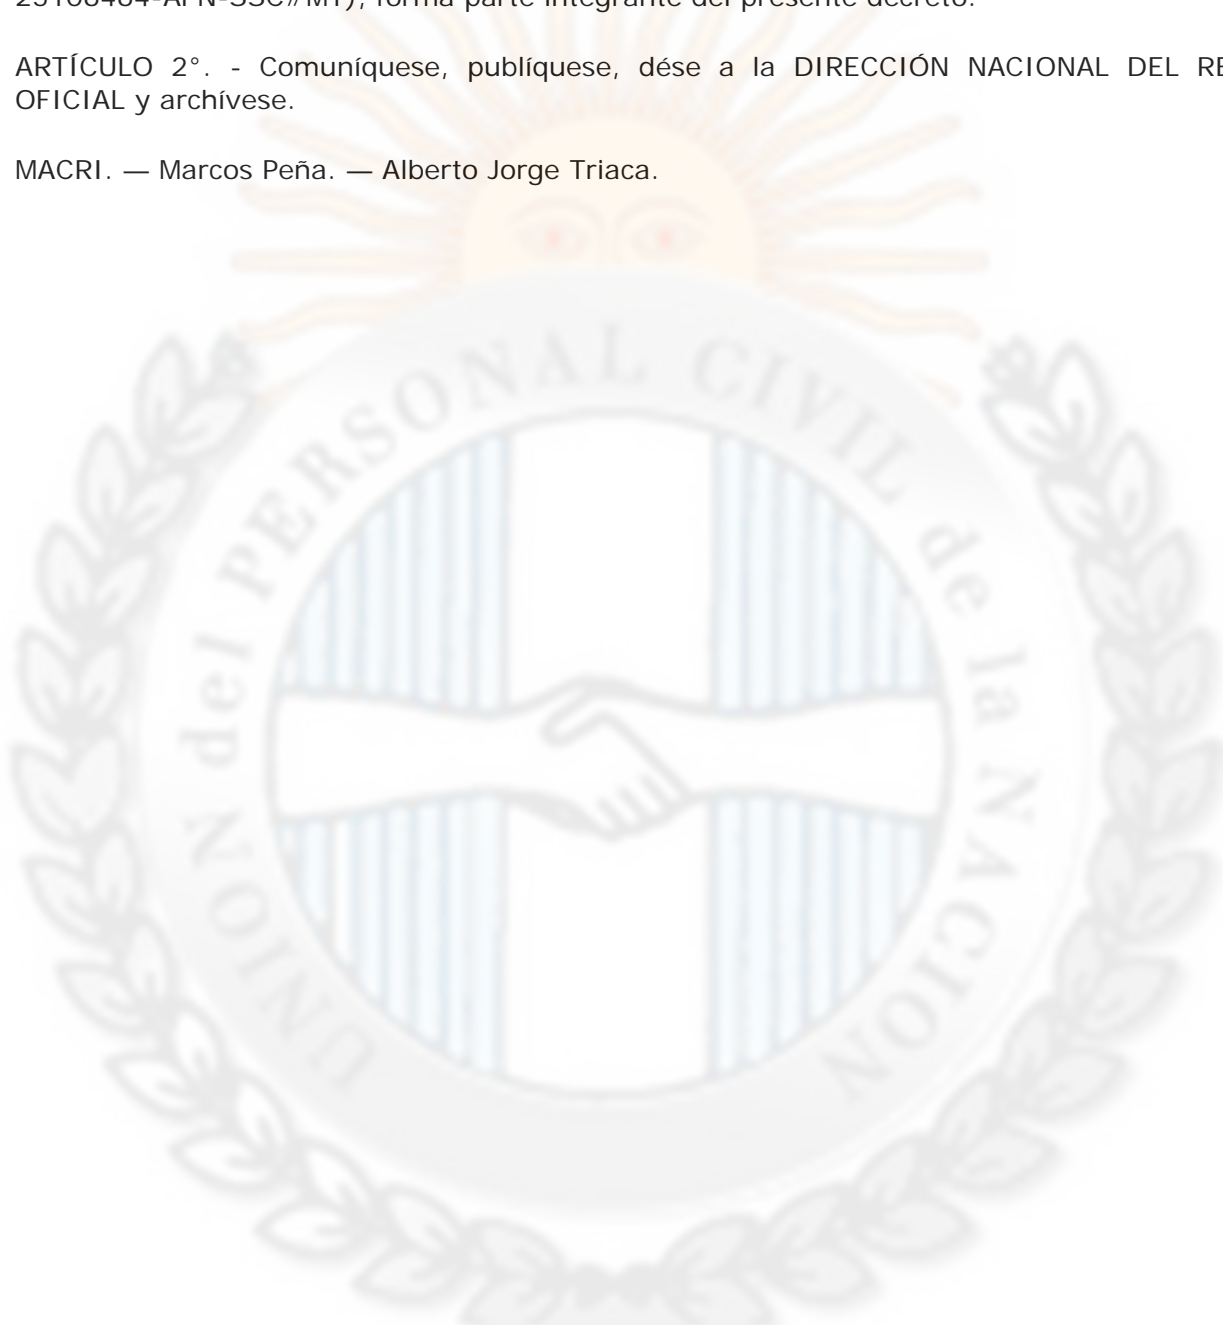 forma parte integrante del presente decreto.
ARTÍCULO 2°. - Comuníquese, publíquese, dése a la DIRECCIÓN NACIONAL DEL
OFICIAL y archívese.
MACRI. — Marcos Peña. — Alberto Jorge Triaca.
UNION del PERSONAL CIVIL de la NACION